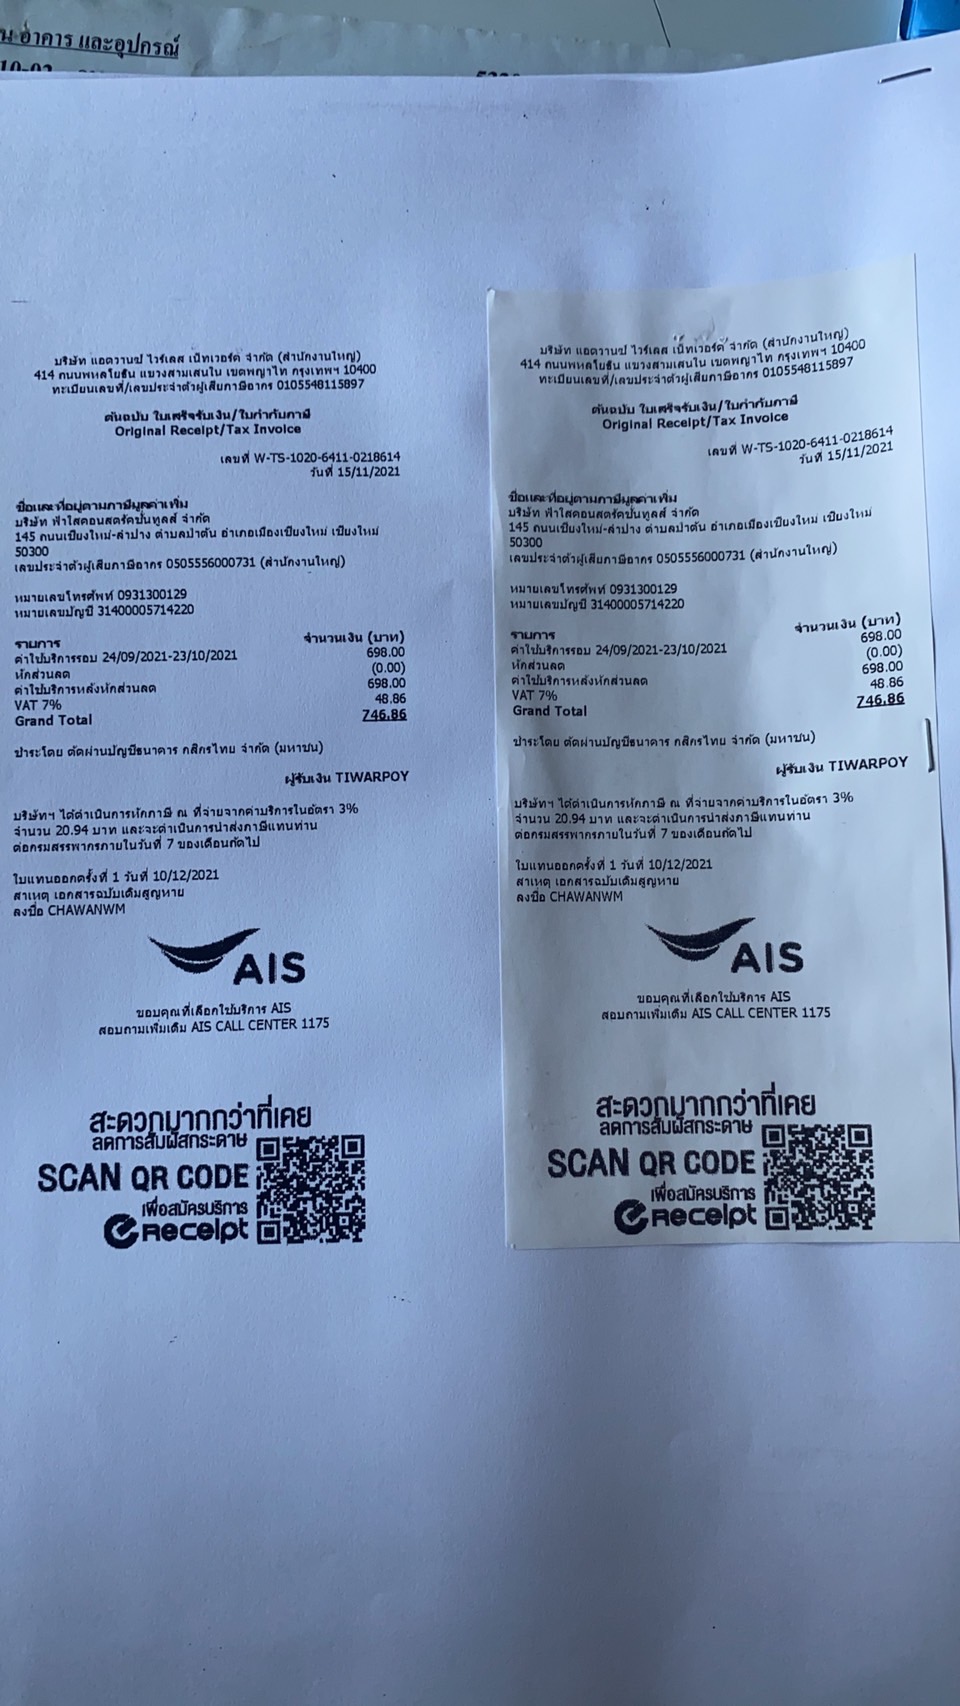 น อาคาร และอุปกรณ์
10-02
บริษัท แอดวานซ์ ไวร์เลส เน็ทเวอร์ค จำกัด (สำนักงานใหญ่)
414 ถนนพหลโยธิน แขวงสามเสนใน เขตพญาไท กรุงเทพฯ 10400
ทะเบียนเลขที่/เลขประจำตัวผู้เสียภาษีอากร 0105548115897
ต้นฉบับ ใบเสร็จรับเงิน/ใบกำกับภาษี
Original Receipt/Tax Invoice
เลขที่ W-TS-1020-6411-0218614
วันที่ 15/11/2021
ชื่อและที่อยู่ตามภาษีมูลค่าเพิ่ม
บริษัท ฟ้าใสคอนสตรัคชั่นทูลส์ จำกัด
145 ถนนเชียงใหม่-ลำปาง ตำบลป่าตัน อำเภอเมืองเชียงใหม่ เชียงใหม่
50300
เลขประจำตัวผู้เสียภาษีอากร 0505556000731 (สำนักงานใหญ่)
หมายเลขโทรศัพท์ 0931300129
หมายเลขบัญชี 31400005714220
รายการ จำนวนเงิน (บาท)
ค่าใช้บริการรอบ 24/09/2021-23/10/2021 698.00
หักส่วนลด (0.00)
ค่าใช้บริการหลังหักส่วนลด 698.00
VAT 7% 48.86
Grand Total 746.86
ชำระโดย ตัดผ่านบัญชีธนาคาร กสิกรไทย จำกัด (มหาชน)
ผู้รับเงิน TIWARPOY
บริษัทฯ ได้ดำเนินการหักภาษี ณ ที่จ่ายจากค่าบริการในอัตรา 3%
จำนวน 20.94 บาท และจะดำเนินการนำส่งภาษีแทนท่าน
ต่อกรมสรรพากรภายในวันที่ 7 ของเดือนถัดไป
ใบแทนออกครั้งที่ 1 วันที่ 10/12/2021
สาเหตุ เอกสารฉบับเดิมสูญหาย
ลงชื่อ CHAWANWM
AIS
ขอบคุณที่เลือกใช้บริการ AIS
สอบถามเพิ่มเติม AIS CALL CENTER 1175
สะดวกมากกว่าที่เคย
ลดการสัมผัสกระดาษ
SCAN QR CODE
เพื่อสมัครบริการ
eReceipt
บริษัท แอดวานซ์ ไวร์เลส เน็ทเวอร์ค จำกัด (สำนักงานใหญ่)
414 ถนนพหลโยธิน แขวงสามเสนใน เขตพญาไท กรุงเทพฯ 10400
ทะเบียนเลขที่/เลขประจำตัวผู้เสียภาษีอากร 0105548115897
ต้นฉบับ ใบเสร็จรับเงิน/ใบกำกับภาษี
Original Receipt/Tax Invoice
เลขที่ W-TS-1020-6411-0218614
วันที่ 15/11/2021
ชื่อและที่อยู่ตามภาษีมูลค่าเพิ่ม
บริษัท ฟ้าใสคอนสตรัคชั่นทูลส์ จำกัด
145 ถนนเชียงใหม่-ลำปาง ตำบลป่าตัน อำเภอเมืองเชียงใหม่ เชียงใหม่
50300
เลขประจำตัวผู้เสียภาษีอากร 0505556000731 (สำนักงานใหญ่)
หมายเลขโทรศัพท์ 0931300129
หมายเลขบัญชี 31400005714220
รายการ จำนวนเงิน (บาท)
ค่าใช้บริการรอบ 24/09/2021-23/10/2021 698.00
หักส่วนลด (0.00)
ค่าใช้บริการหลังหักส่วนลด 698.00
VAT 7% 48.86
Grand Total 746.86
ชำระโดย ตัดผ่านบัญชีธนาคาร กสิกรไทย จำกัด (มหาชน)
ผู้รับเงิน TIWARPOY
บริษัทฯ ได้ดำเนินการหักภาษี ณ ที่จ่ายจากค่าบริการในอัตรา 3%
จำนวน 20.94 บาท และจะดำเนินการนำส่งภาษีแทนท่าน
ต่อกรมสรรพากรภายในวันที่ 7 ของเดือนถัดไป
ใบแทนออกครั้งที่ 1 วันที่ 10/12/2021
สาเหตุ เอกสารฉบับเดิมสูญหาย
ลงชื่อ CHAWANWM
AIS
ขอบคุณที่เลือกใช้บริการ AIS
สอบถามเพิ่มเติม AIS CALL CENTER 1175
สะดวกมากกว่าที่เคย
ลดการสัมผัสกระดาษ
SCAN QR CODE
เพื่อสมัครบริการ
eReceipt